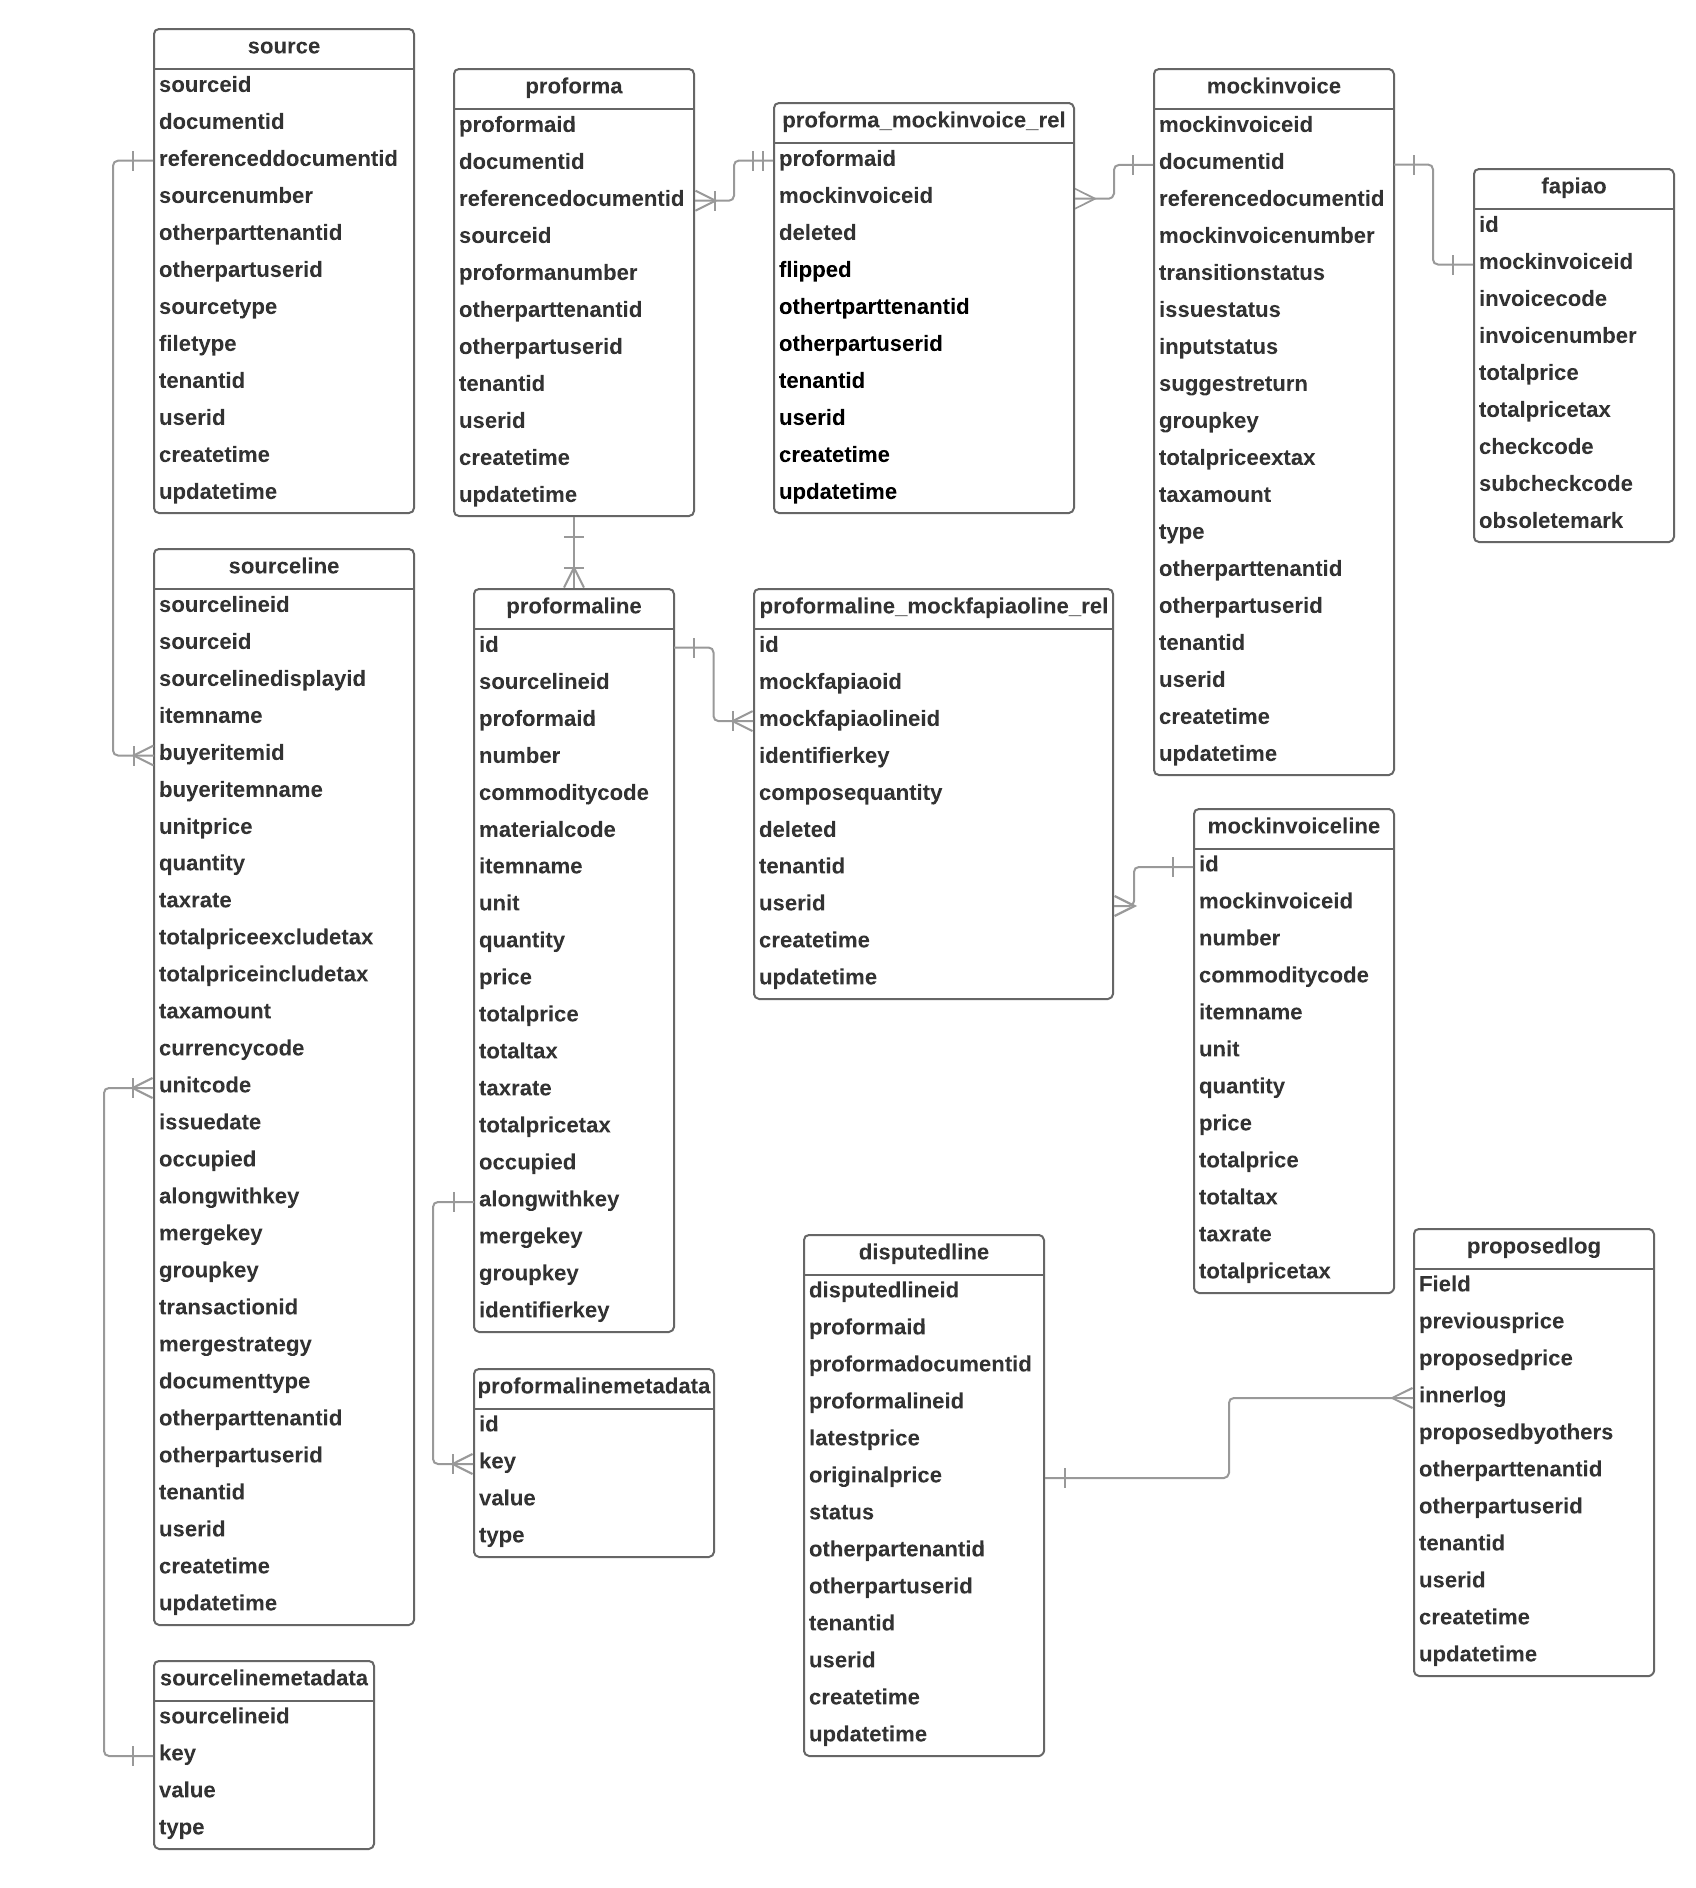 source
sourceid
documentid
referenceddocumentid
sourcenumber
otherparttenantid
otherpartuserid
sourcetype
filetype
tenantid
userid
createtime
updatetime
proforma
proformaid
documentid
referencedocumentid
sourceid
proformanumber
otherparttenantid
otherpartuserid
tenantid
userid
createtime
updatetime
proforma_mockinvoice_rel
proformaid
mockinvoiceid
deleted
flipped
othertparttenantid
otherpartuserid
tenantid
userid
createtime
updatetime
mockinvoice
mockinvoiceid
documentid
referencedocumentid
mockinvoicenumber
transitionstatus
issuestatus
inputstatus
suggestreturn
groupkey
totalpriceextax
taxamount
type
otherparttenantid
otherpartuserid
tenantid
userid
createtime
updatetime
fapiao
id
mockinvoiceid
invoicecode
invoicenumber
totalprice
totalpricetax
checkcode
subcheckcode
obsoletemark
sourceline
sourcelineid
sourceid
sourcelinedisplayid
itemname
buyeritemid
buyeritemname
unitprice
quantity
taxrate
totalpriceexcludetax
totalpriceincludetax
taxamount
currencycode
unitcode
issuedate
occupied
alongwithkey
mergekey
groupkey
transactionid
mergestrategy
documenttype
otherparttenantid
otherpartuserid
tenantid
userid
createtime
updatetime
proformaline
id
sourcelineid
proformaid
number
commoditycode
materialcode
itemname
unit
quantity
price
totalprice
totaltax
taxrate
totalpricetax
occupied
alongwithkey
mergekey
groupkey
identifierkey
proformaline_mockfapiaoline_rel
id
mockfapiaoid
mockfapiaolineid
identifierkey
composequantity
deleted
tenantid
userid
createtime
updatetime
mockinvoiceline
id
mockinvoiceid
number
commoditycode
itemname
unit
quantity
price
totalprice
totaltax
taxrate
totalpricetax
proformalinemetadata
id
key
value
type
disputedline
disputedlineid
proformaid
proformadocumentid
proformalineid
latestprice
originalprice
status
otherpartenantid
otherpartuserid
tenantid
userid
createtime
updatetime
proposedlog
Field
previousprice
proposedprice
innerlog
proposedbyothers
otherparttenantid
otherpartuserid
tenantid
userid
createtime
updatetime
sourcelinemetadata
sourcelineid
key
value
type